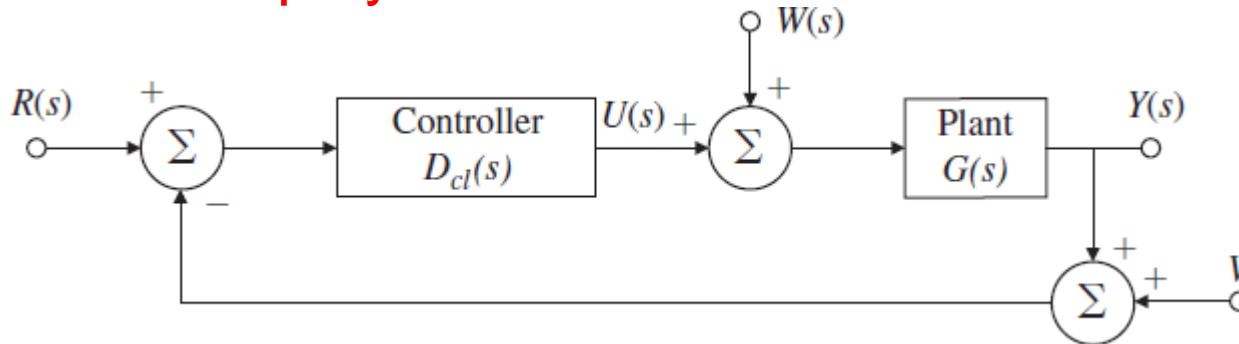 W(s)
+
R(s) + Controller U(s) + Plant Y(s)
Σ D_cl(s) Σ G(s)
−
+
+
Σ